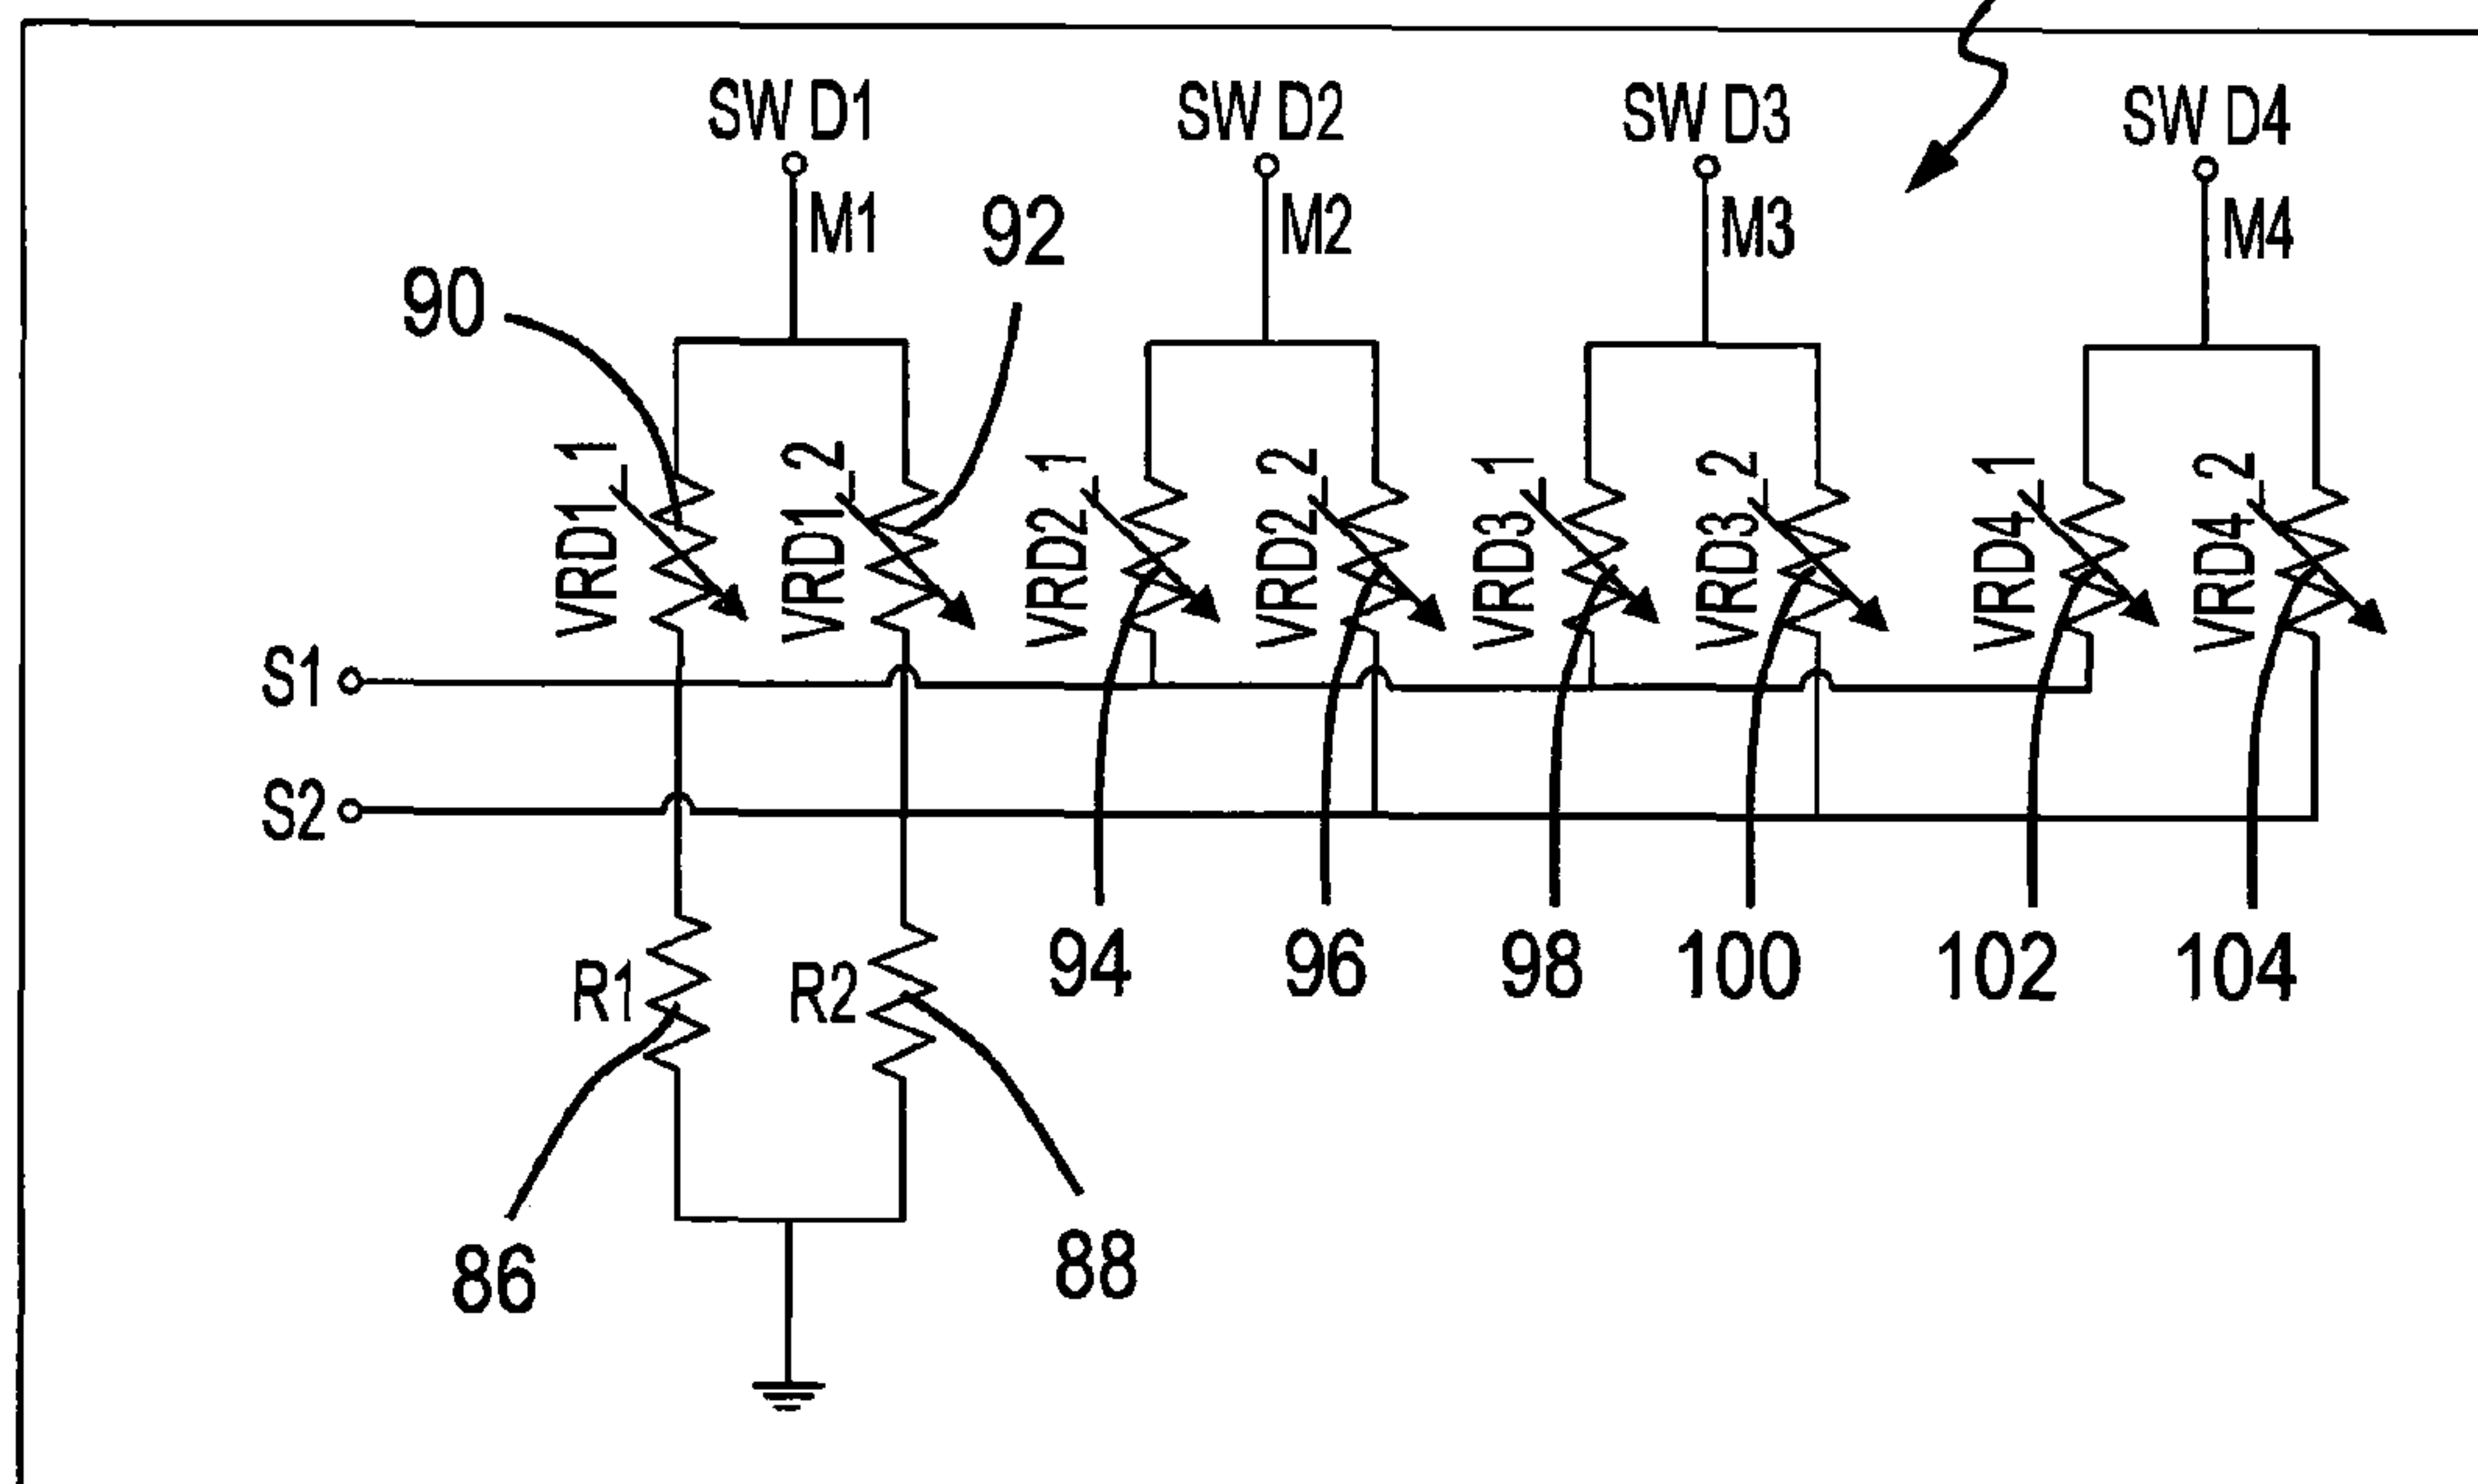 SW D1
SW D2
SW D3
SW D4
M1
M2
M3
M4
92
90
VRD1_1
VRD1_2
VRD2_1
VRD2_2
VRD3_1
VRD3_2
VRD4_1
VRD4_2
S1
S2
94
96
98
100
102
104
R1
R2
86
88